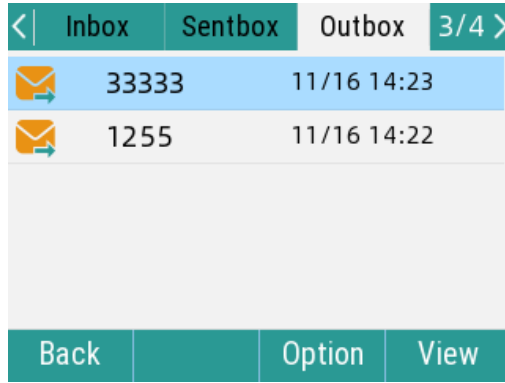 < Inbox Sentbox Outbox 3/4 >
33333 11/16 14:23
1255 11/16 14:22
Back Option View